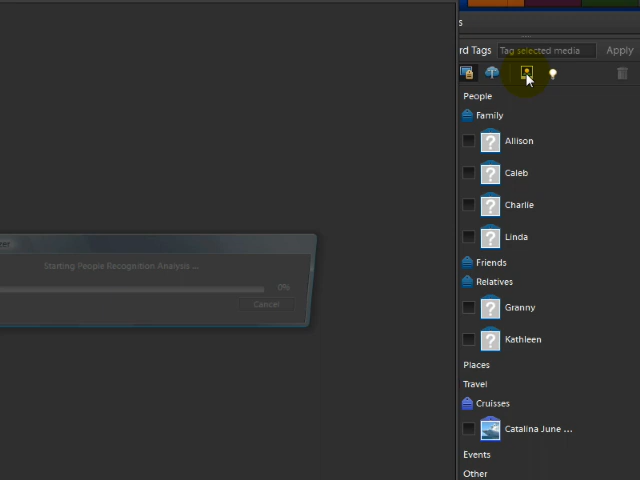 s
rd Tags Tag selected media Apply
People
Family
Allison
Caleb
Charlie
Linda
Starting People Recognition Analysis ...
0%
Cancel
Friends
Relatives
Granny
Kathleen
Places
Travel
Cruisses
Catalina June ...
Events
Other